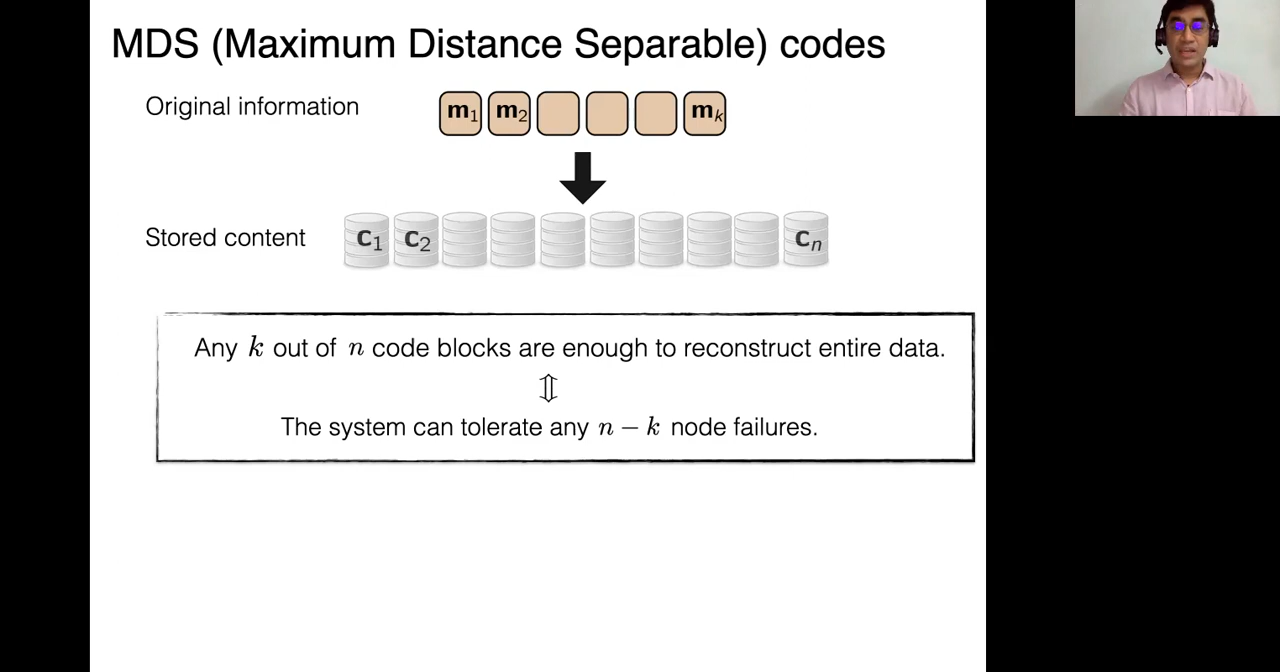 MDS (Maximum Distance Separable) codes
Original information m₁ m₂ mₖ
Stored content c₁ c₂ cₙ
Any k out of n code blocks are enough to reconstruct entire data.
⇕
The system can tolerate any n − k node failures.